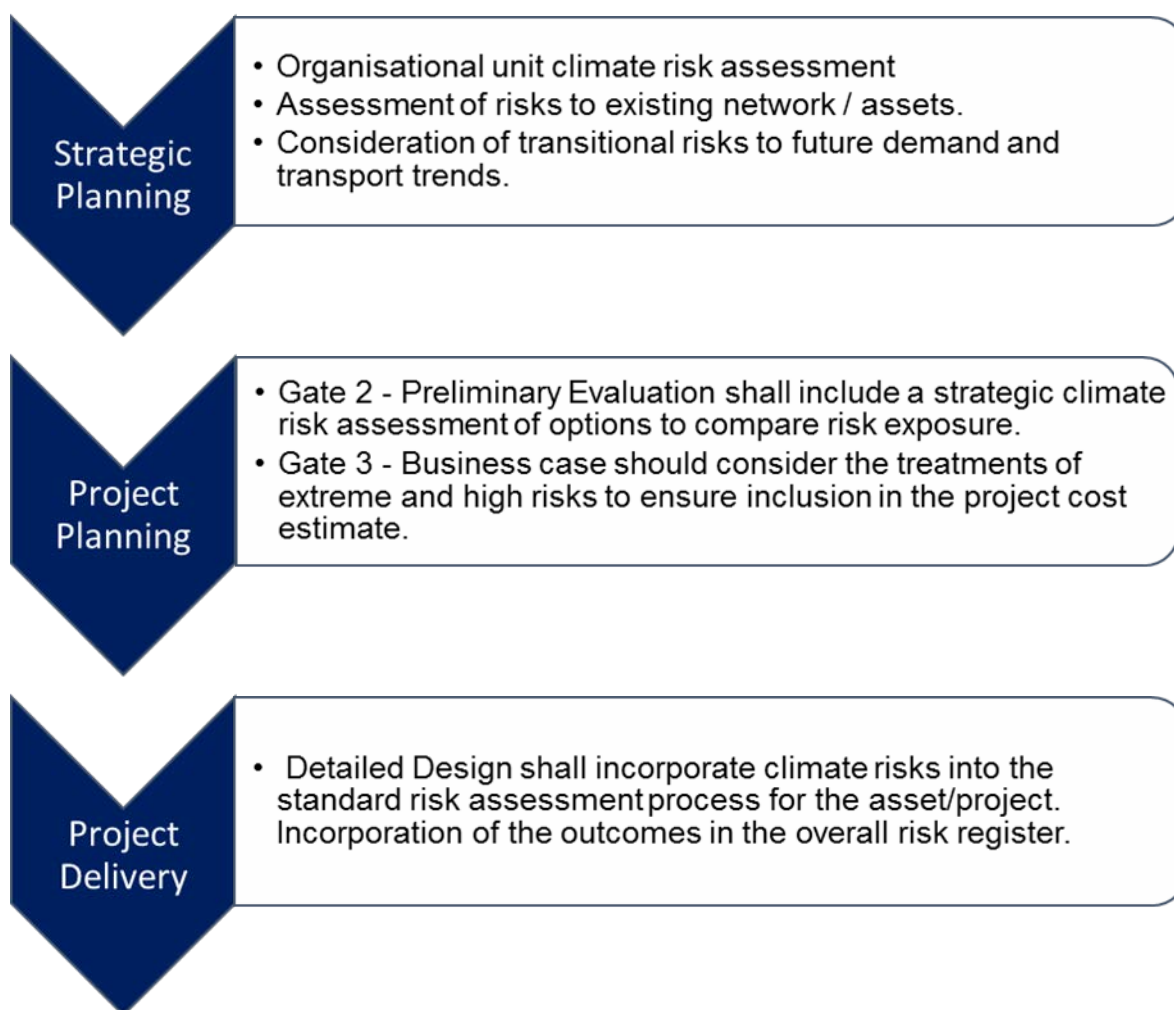 Strategic
Planning
• Organisational unit climate risk assessment
• Assessment of risks to existing network / assets.
• Consideration of transitional risks to future demand and
transport trends.
Project
Planning
• Gate 2 - Preliminary Evaluation shall include a strategic climate
risk assessment of options to compare risk exposure.
• Gate 3 - Business case should consider the treatments of
extreme and high risks to ensure inclusion in the project cost
estimate.
Project
Delivery
• Detailed Design shall incorporate climate risks into the
standard risk assessment process for the asset/project.
Incorporation of the outcomes in the overall risk register.